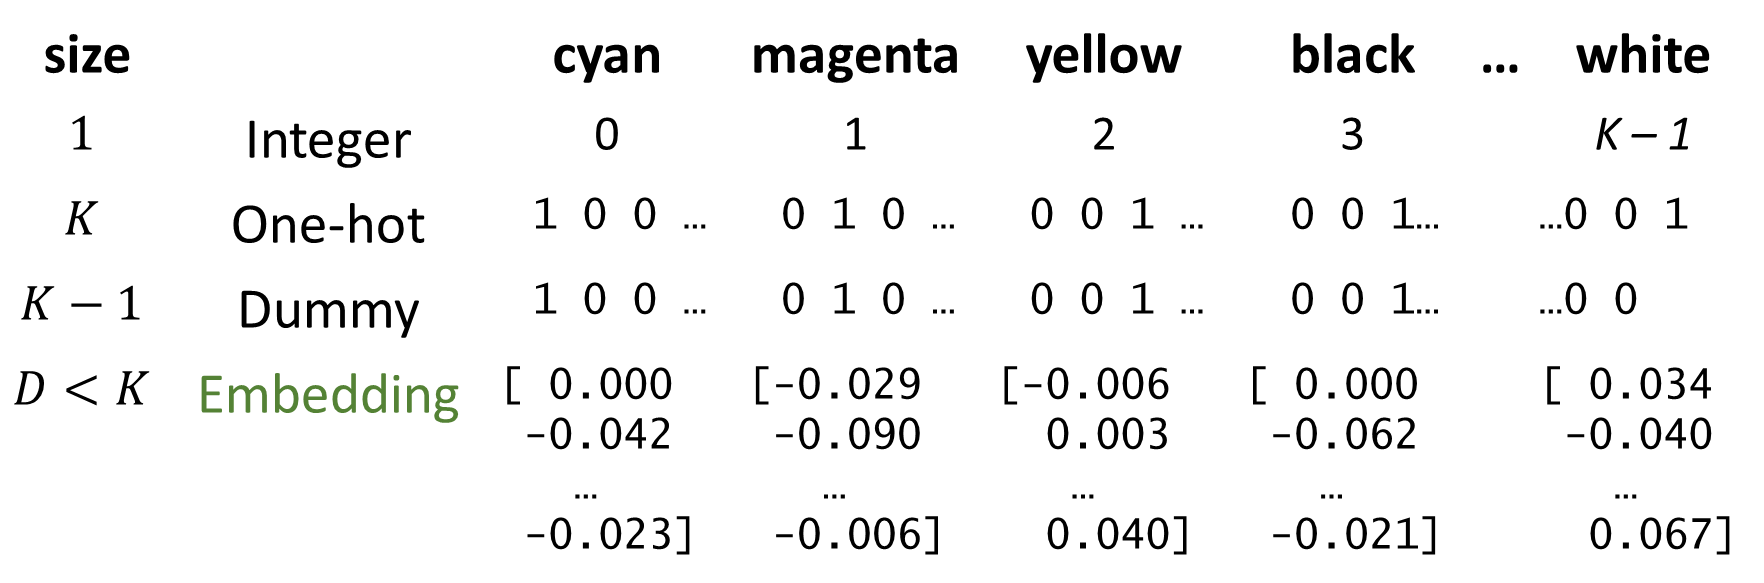 size cyan magenta yellow black … white
1 Integer 0 1 2 3 K – 1
K One-hot 1 0 0 … 0 1 0 … 0 0 1 … 0 0 1… …0 0 1
K − 1 Dummy 1 0 0 … 0 1 0 … 0 0 1 … 0 0 1… …0 0
D < K Embedding [ 0.000 [-0.029 [-0.006 [ 0.000 [ 0.034
-0.042 -0.090 0.003 -0.062 -0.040
… … … … …
-0.023] -0.006] 0.040] -0.021] 0.067]